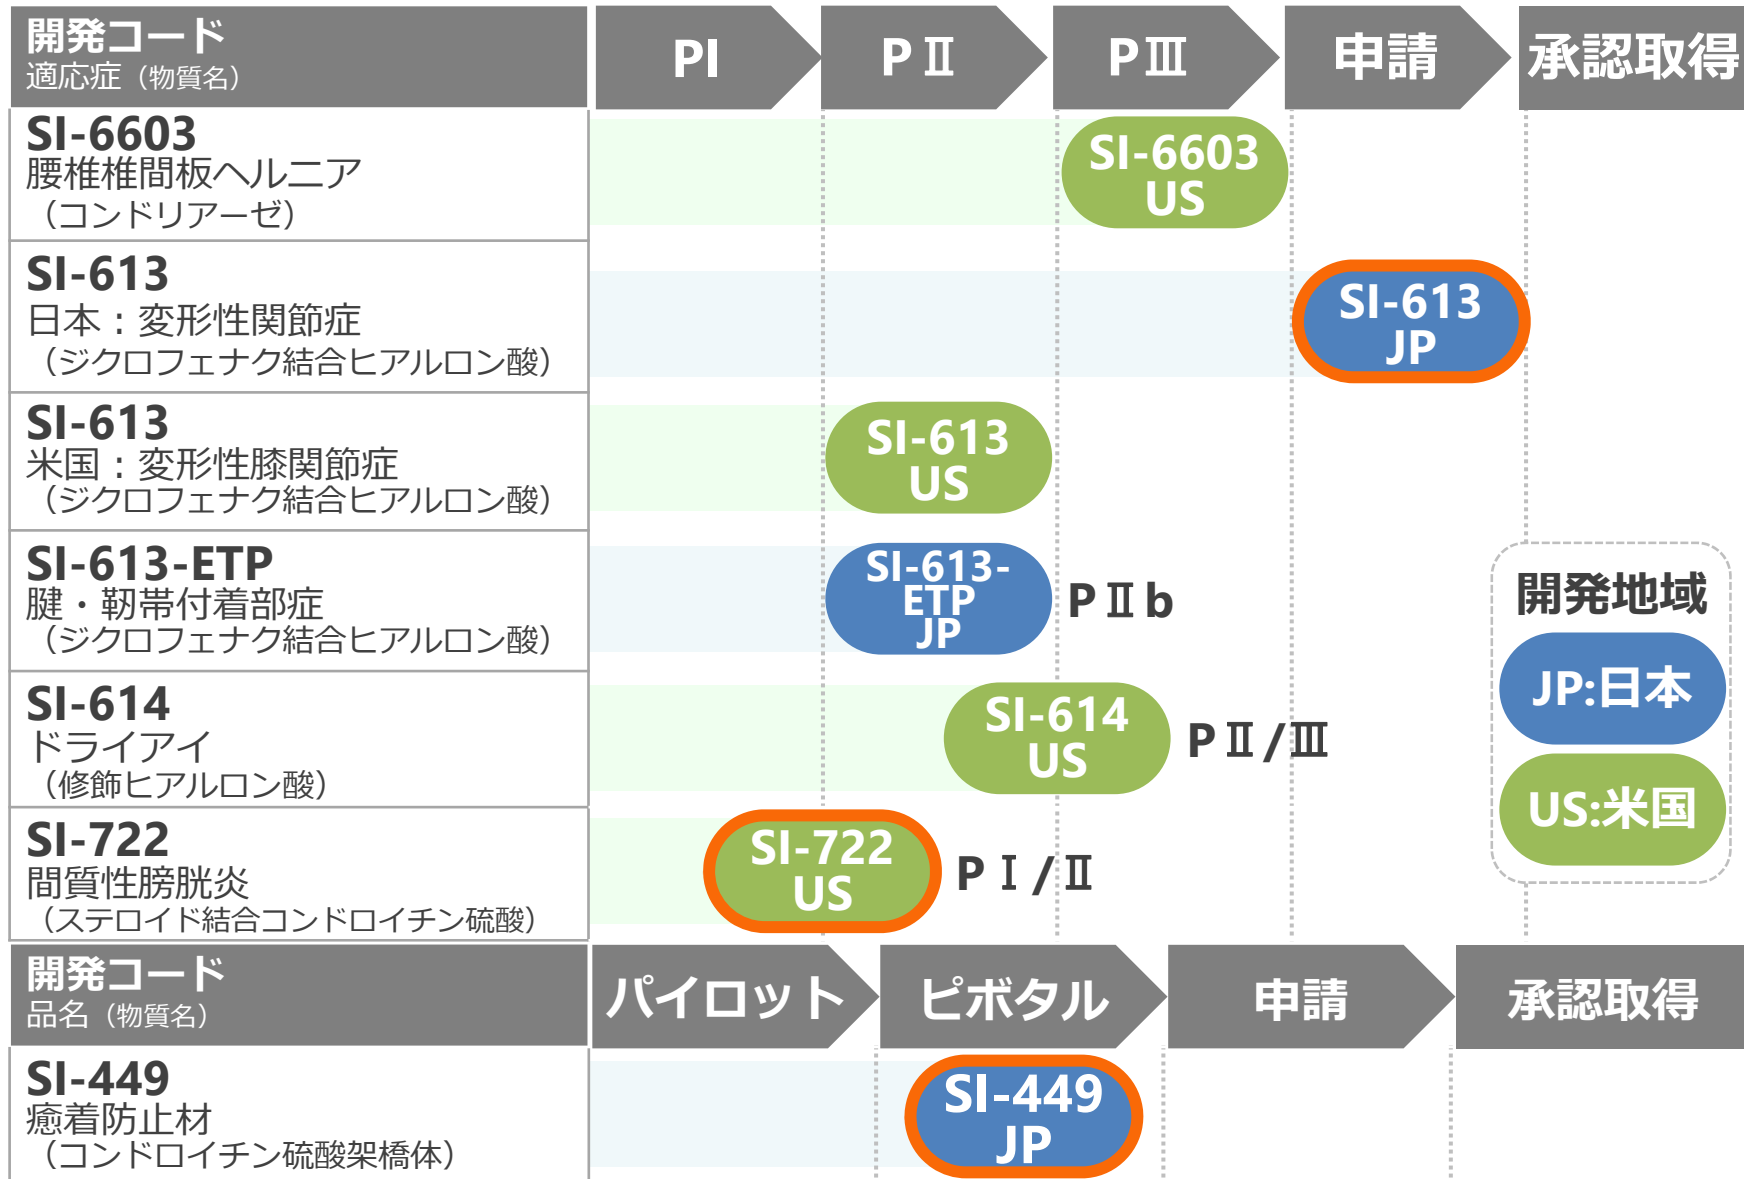 開発コード
適応症（物質名）
PI
PⅡ
PⅢ
申請
承認取得
SI-6603
腰椎椎間板ヘルニア
（コンドリアーゼ）
SI-6603
US
SI-613
日本：変形性関節症
（ジクロフェナク結合ヒアルロン酸）
SI-613
JP
SI-613
米国：変形性膝関節症
（ジクロフェナク結合ヒアルロン酸）
SI-613
US
SI-613-ETP
腱・靭帯付着部症
（ジクロフェナク結合ヒアルロン酸）
SI-613-
ETP
JP
PⅡb
SI-614
ドライアイ
（修飾ヒアルロン酸）
SI-614
US
PⅡ/Ⅲ
SI-722
間質性膀胱炎
（ステロイド結合コンドロイチン硫酸）
SI-722
US
PⅠ/Ⅱ
開発地域
JP:日本
US:米国
開発コード
品名（物質名）
パイロット
ピボタル
申請
承認取得
SI-449
癒着防止材
（コンドロイチン硫酸架橋体）
SI-449
JP